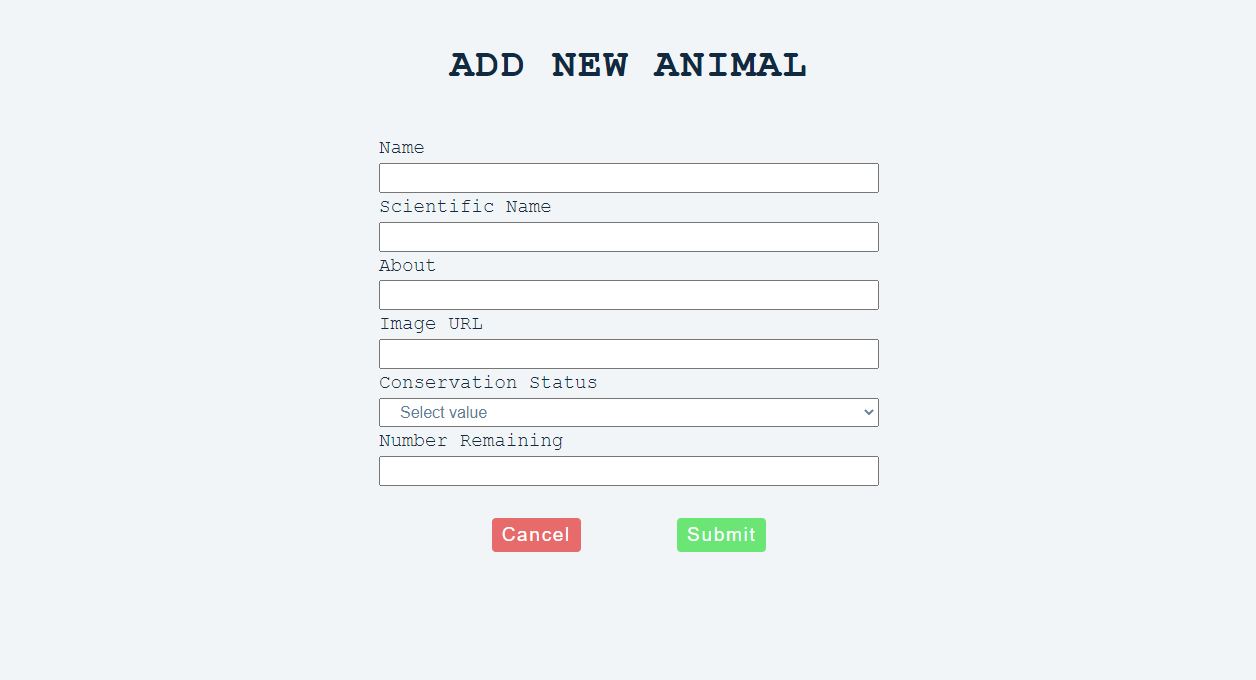 ADD NEW ANIMAL
Name
Scientific Name
About
Image URL
Conservation Status
Select value
Number Remaining
Cancel Submit